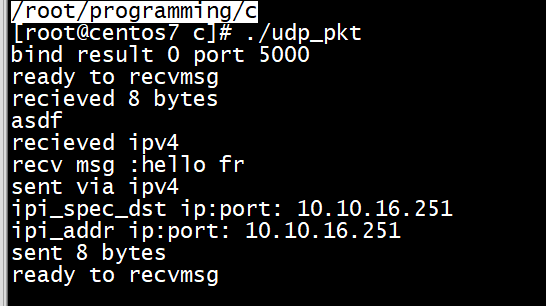 /root/programming/c
[root@centos7 c]# ./udp_pkt
bind result 0 port 5000
ready to recvmsg
recieved 8 bytes
asdf
recieved ipv4
recv msg :hello fr
sent via ipv4
ipi_spec_dst ip:port: 10.10.16.251
ipi_addr ip:port: 10.10.16.251
sent 8 bytes
ready to recvmsg